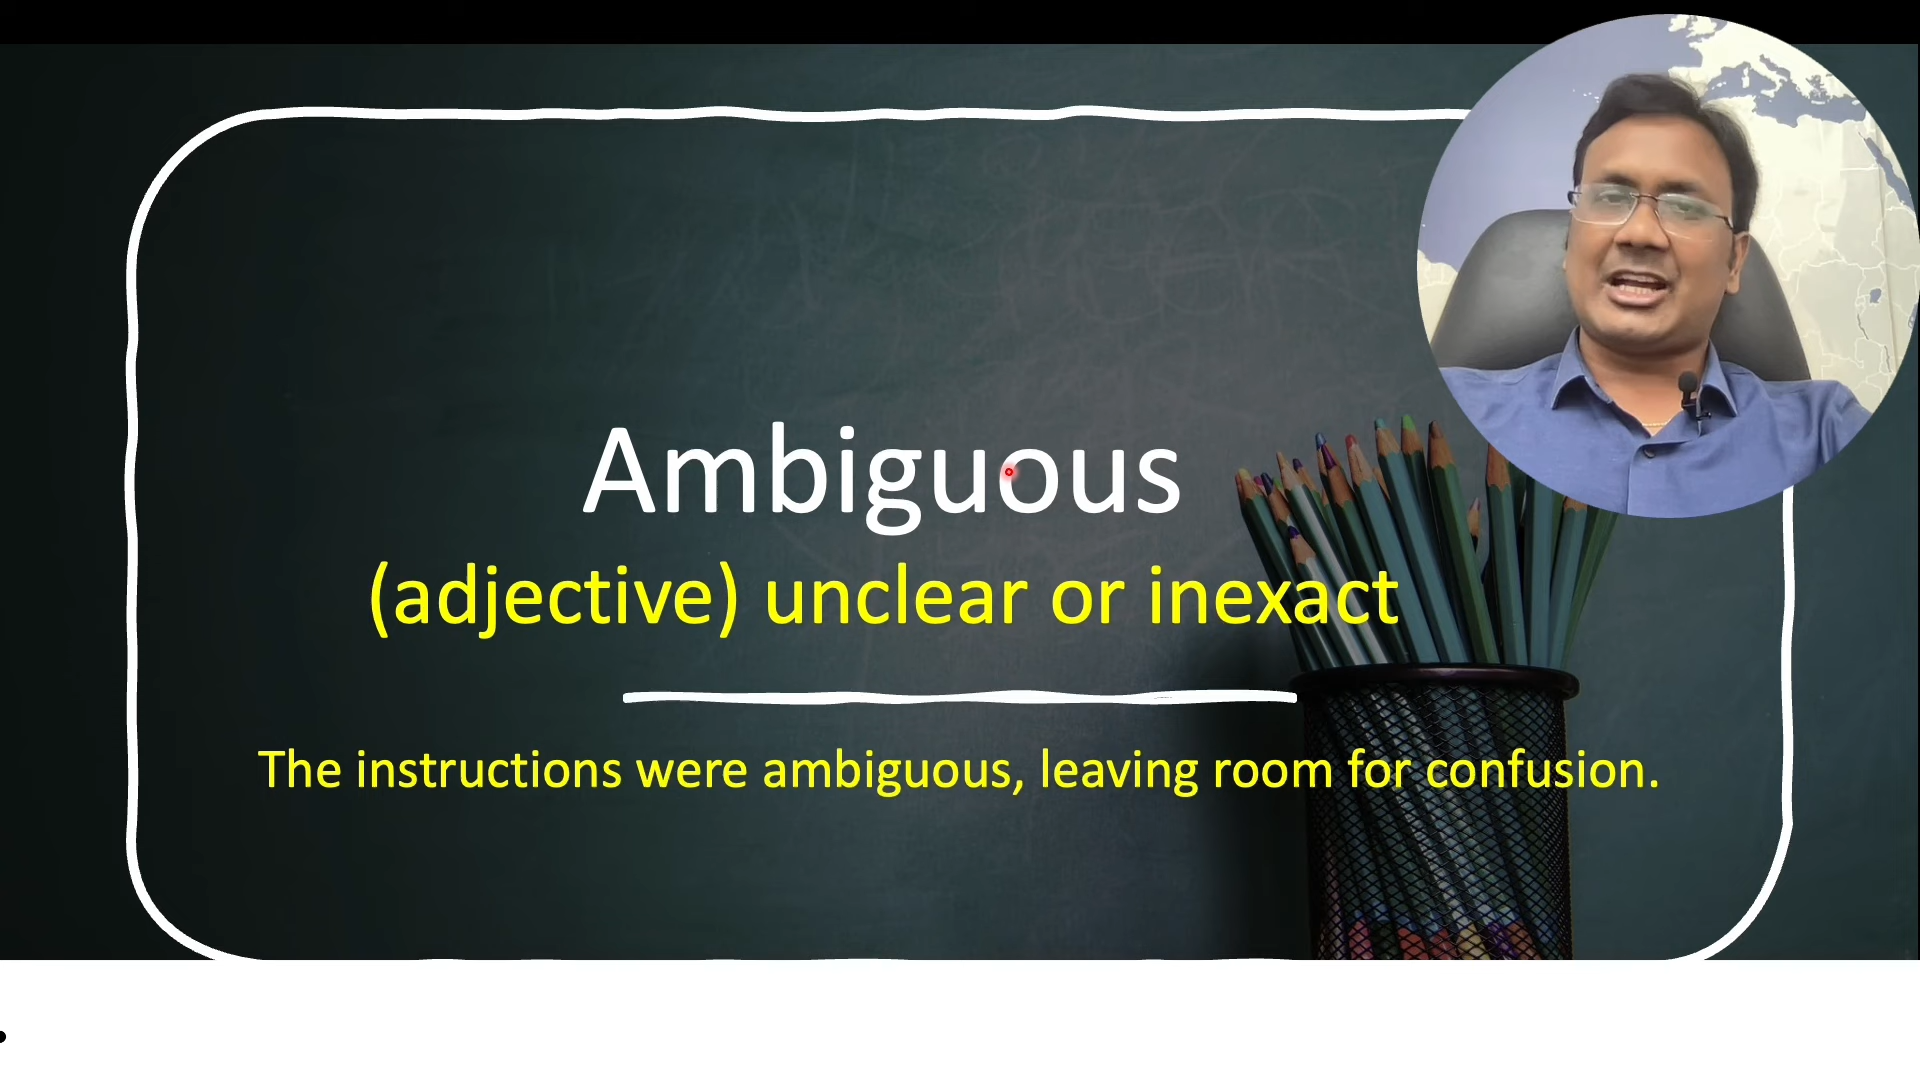 Ambiguous
(adjective) unclear or inexact
The instructions were ambiguous, leaving room for confusion.